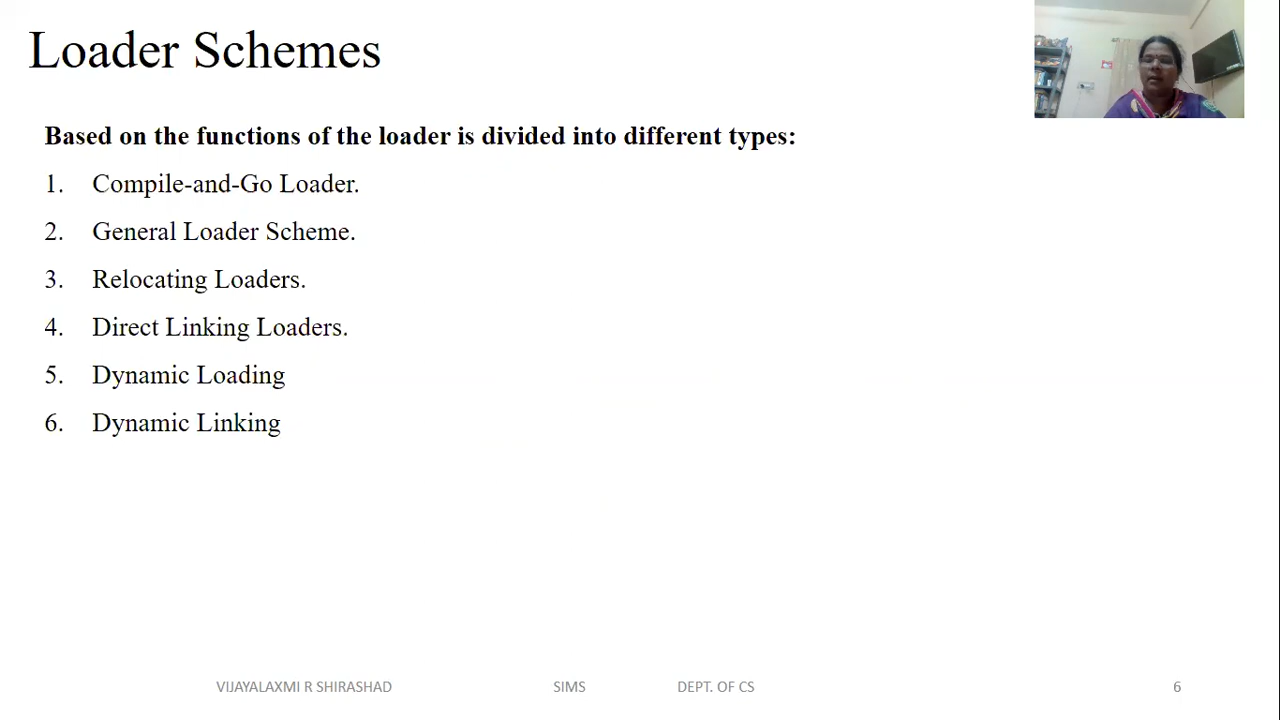 Loader Schemes
Based on the functions of the loader is divided into different types:
1. Compile-and-Go Loader.
2. General Loader Scheme.
3. Relocating Loaders.
4. Direct Linking Loaders.
5. Dynamic Loading
6. Dynamic Linking
VIJAYALAXMI R SHIRASHAD SIMS DEPT. OF CS 6